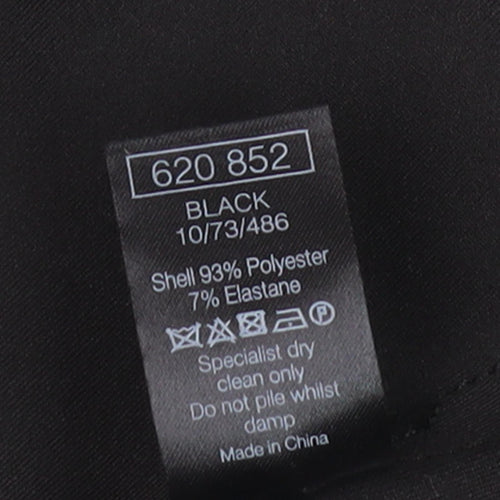 620 852
BLACK
10/73/486
Shell 93% Polyester
7% Elastane
P
Specialist dry
clean only
Do not pile whilst
damp
Made in China